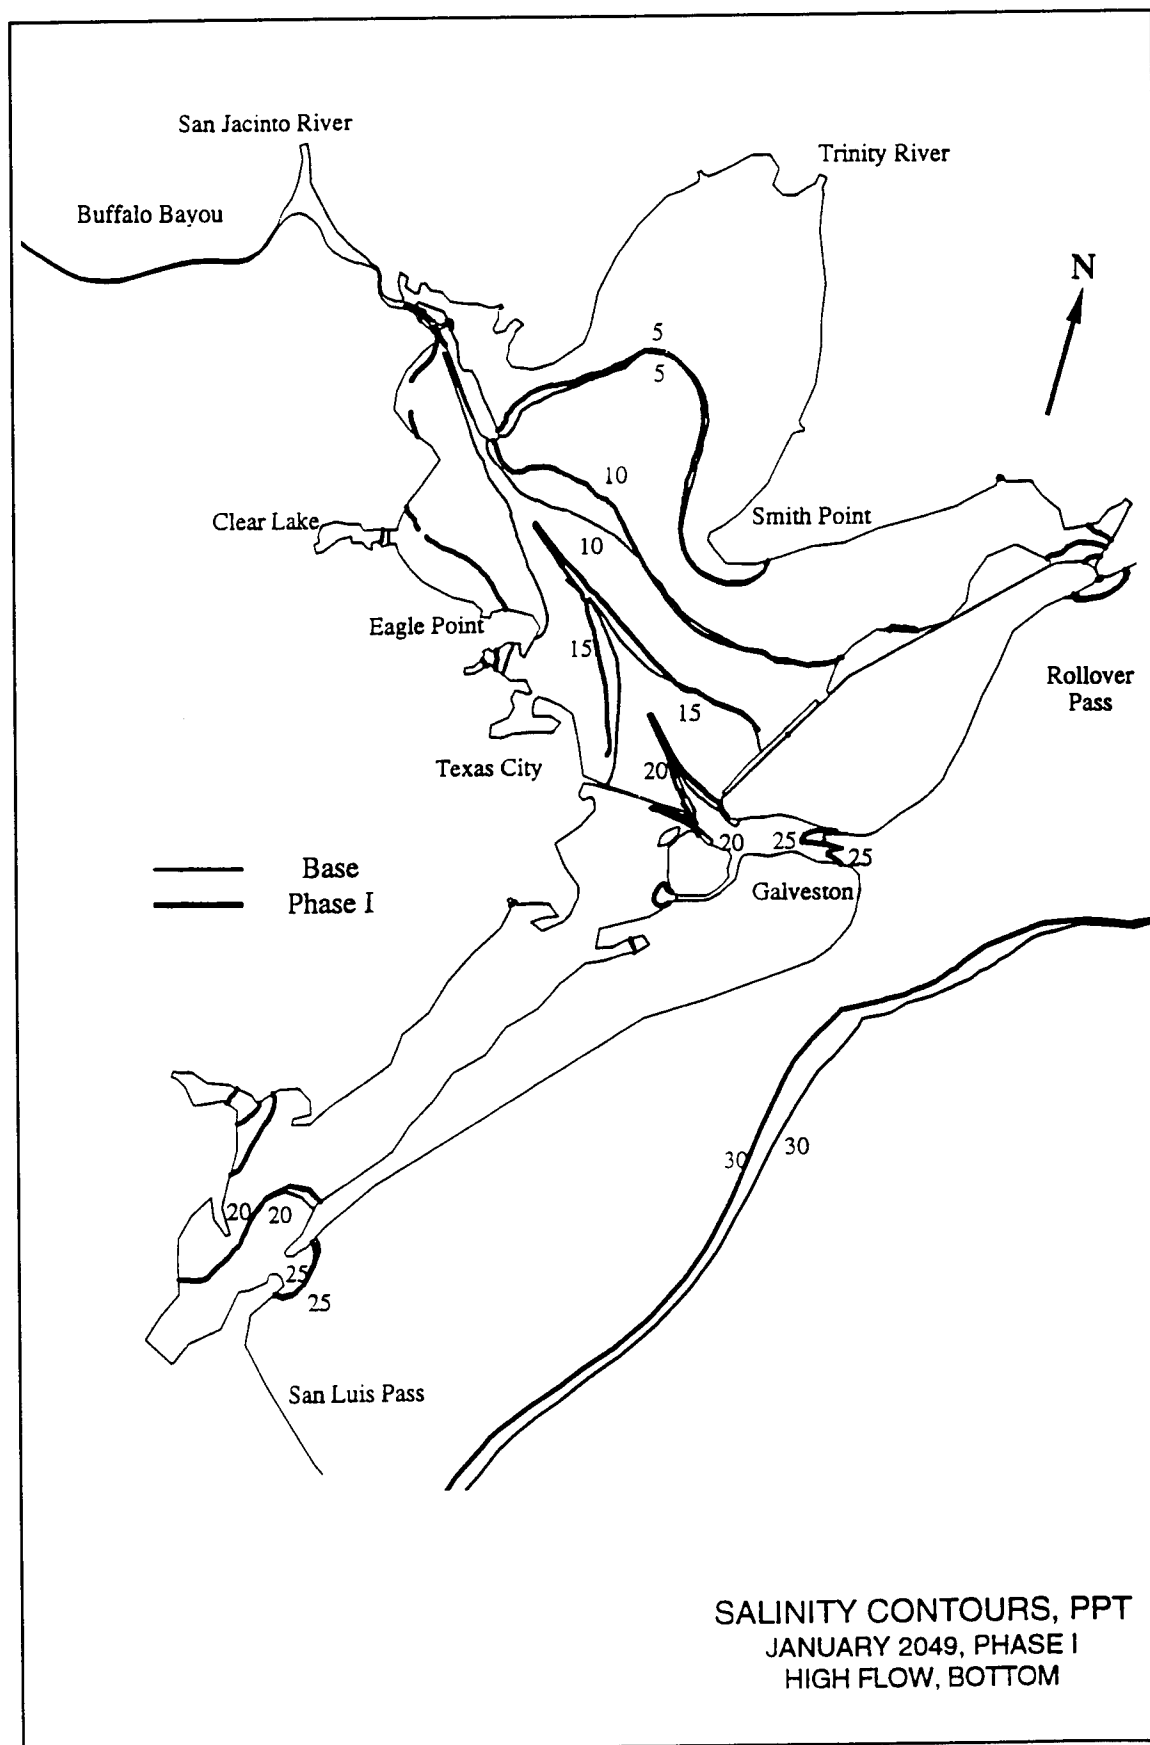 San Jacinto River
Trinity River
Buffalo Bayou
N
5
5
10
Clear Lake
Smith Point
10
Eagle Point
15
Rollover
Pass
15
Texas City
20
20
25
25
Base
Phase I
Galveston
30
30
20
20
25
25
San Luis Pass
SALINITY CONTOURS, PPT
JANUARY 2049, PHASE I
HIGH FLOW, BOTTOM